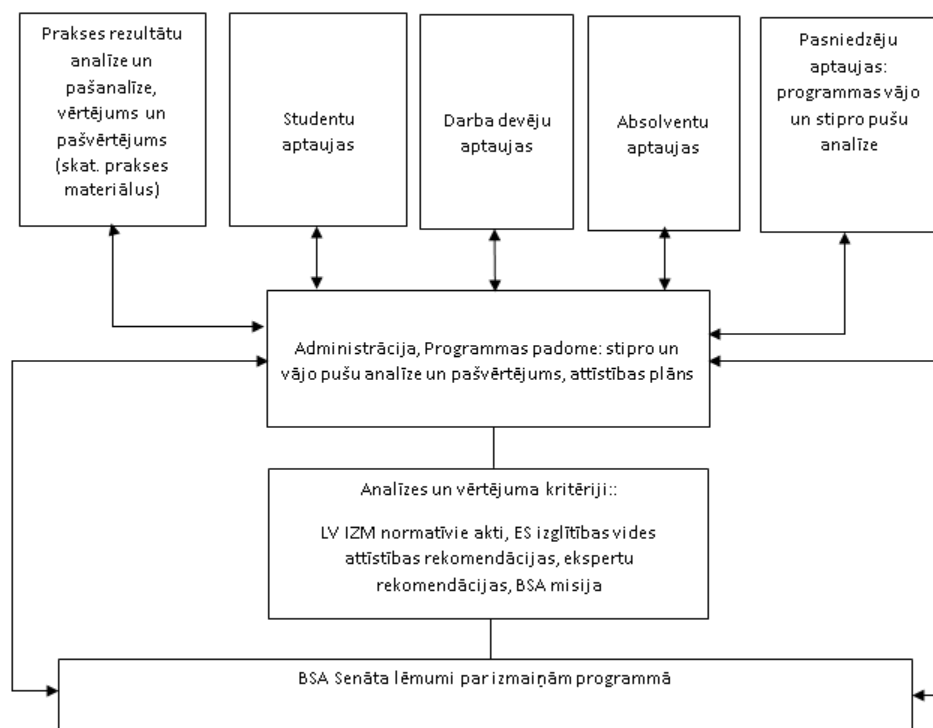 Prakses rezultātu
analīze un
pašanalīze,
vērtējums un
pašvērtējums
(skat. prakses
materiālus)
Studentu
aptaujas
Darba devēju
aptaujas
Absolventu
aptaujas
Pasniedzēju
aptaujas:
programmas vājo
un stipro pušu
analīze
Administrācija, Programmas padome: stipro un
vājo pušu analīze un pašvērtējums, attīstības plāns
Analīzes un vērtējuma kritēriji::
LV IZM normatīvie akti, ES izglītības vides
attīstības rekomendācijas, ekspertu
rekomendācijas, BSA misija
BSA Senāta lēmumi par izmaiņām programmā